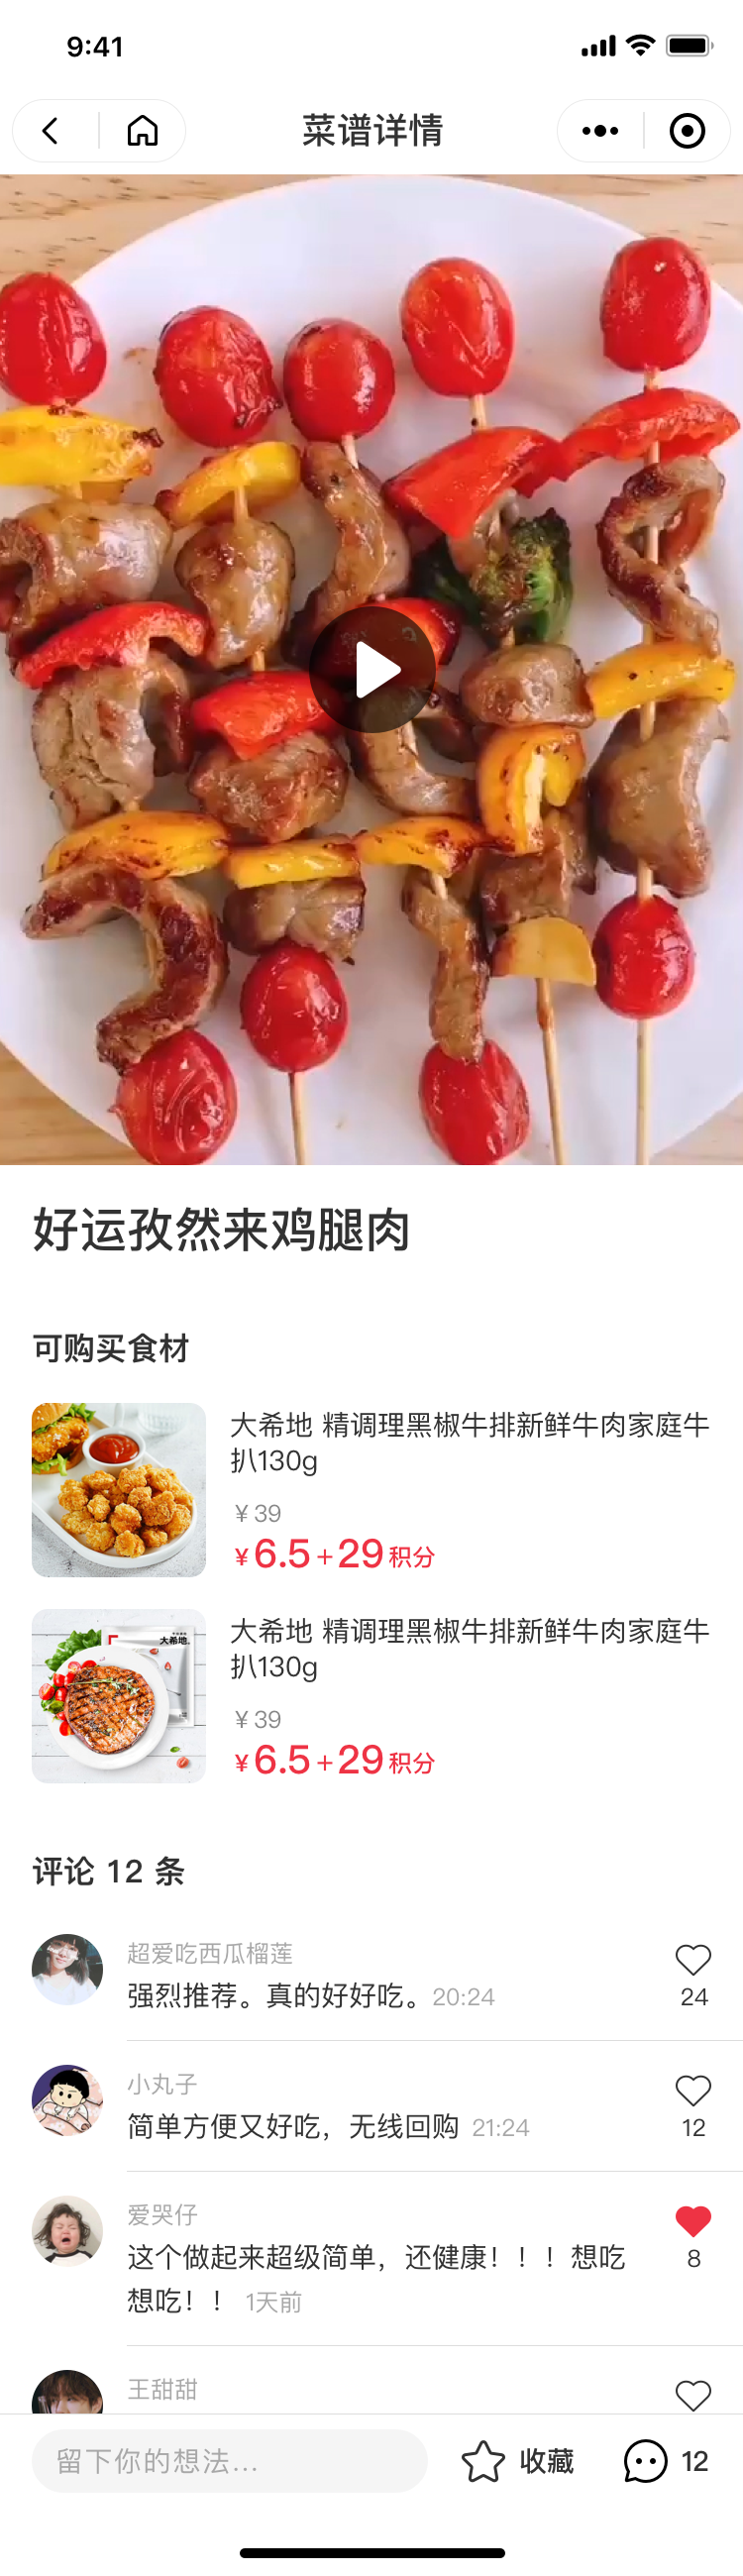 9:41
菜谱详情
好运孜然来鸡腿肉
可购买食材
大希地 精调理黑椒牛排新鲜牛肉家庭牛
扒130g
¥ 39
¥ 6.5 + 29 积分
大希地
大希地 精调理黑椒牛排新鲜牛肉家庭牛
扒130g
¥ 39
¥ 6.5 + 29 积分
评论 12 条
超爱吃西瓜榴莲
强烈推荐。真的好好吃。20:24
24
小丸子
简单方便又好吃，无线回购 21:24
12
爱哭仔
这个做起来超级简单，还健康！！！想吃
8
想吃！！ 1天前
王甜甜
留下你的想法...
收藏
12